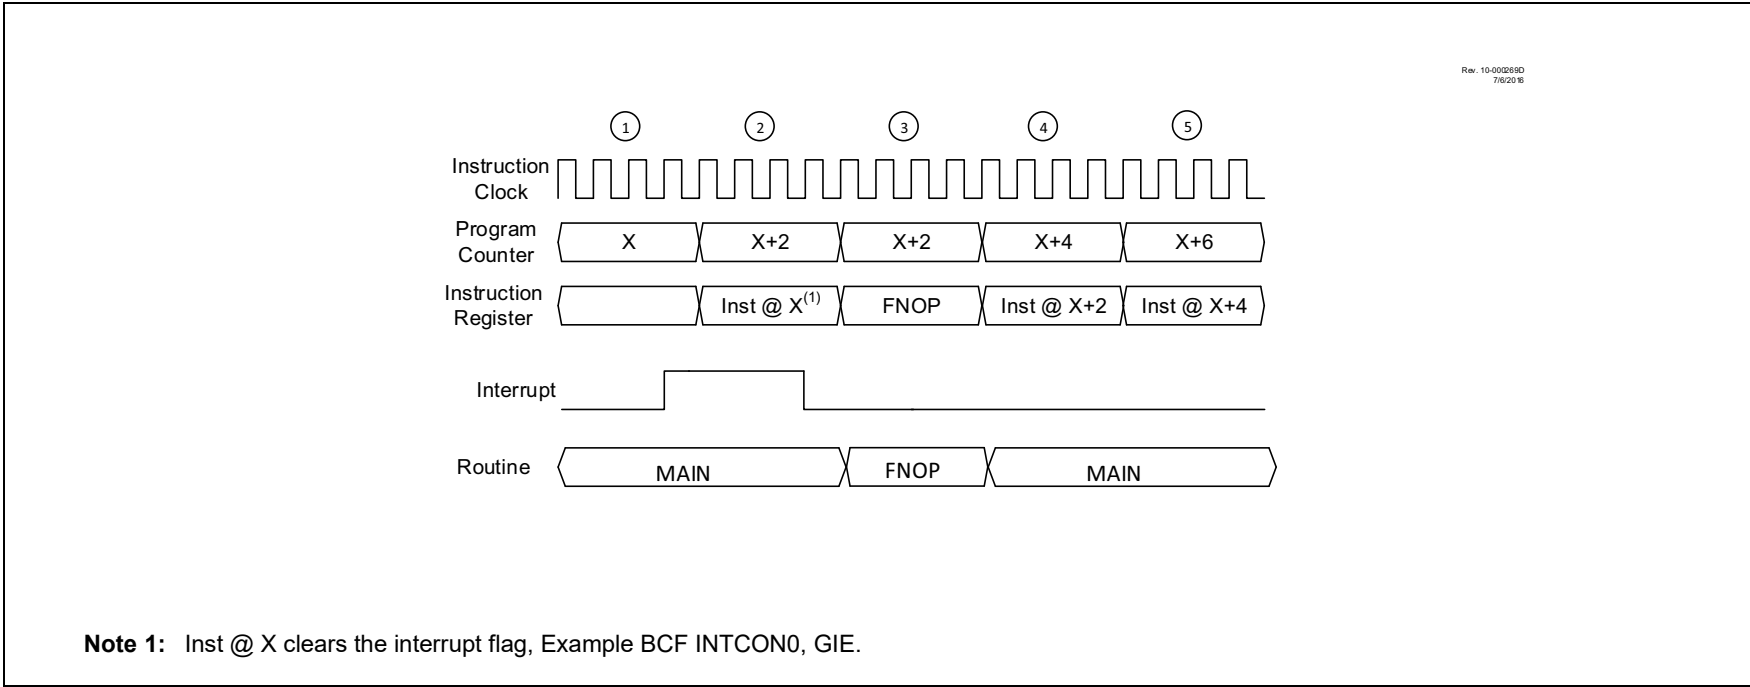 Rev. 10-000269D
7/6/2016
1 2 3 4 5
Instruction
Clock
Program
Counter
X X+2 X+2 X+4 X+6
Instruction
Register
Inst @ X(1) FNOP Inst @ X+2 Inst @ X+4
Interrupt
Routine
MAIN FNOP MAIN
Note 1: Inst @ X clears the interrupt flag, Example BCF INTCON0, GIE.